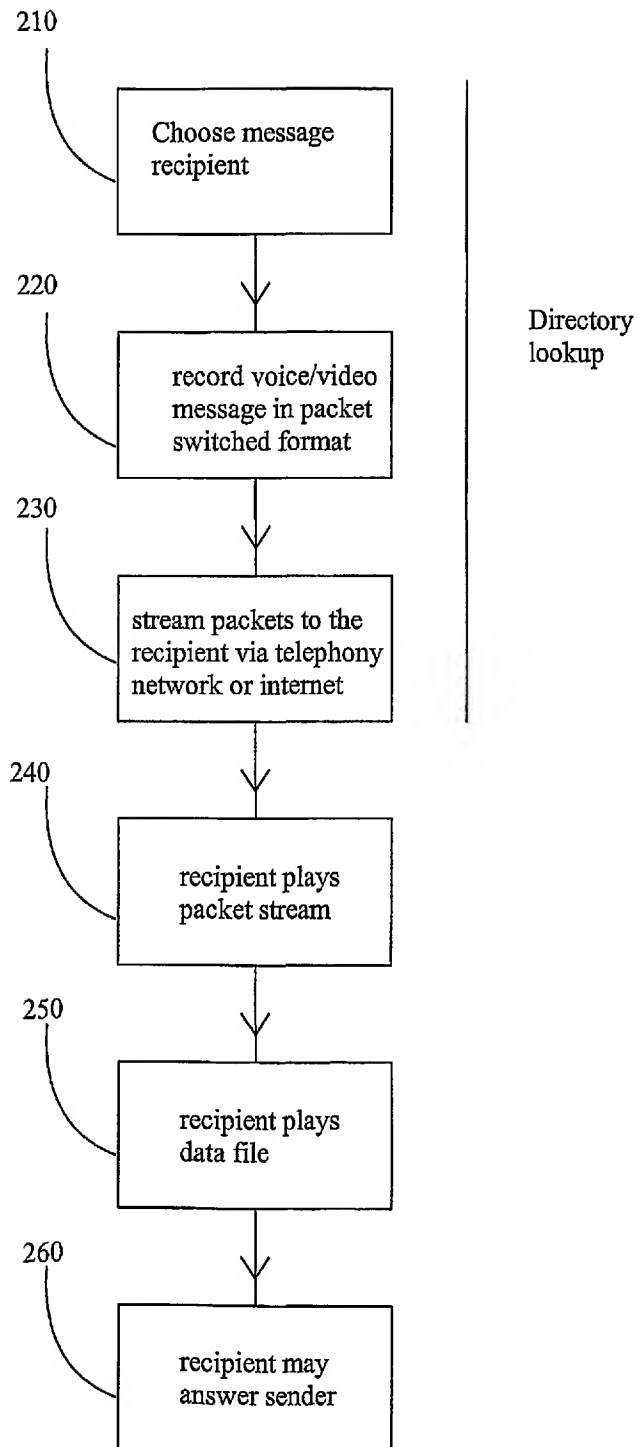 210
Choose message
recipient
220
record voice/video
message in packet
switched format
Directory
lookup
230
stream packets to the
recipient via telephony
network or internet
240
recipient plays
packet stream
250
recipient plays
data file
260
recipient may
answer sender